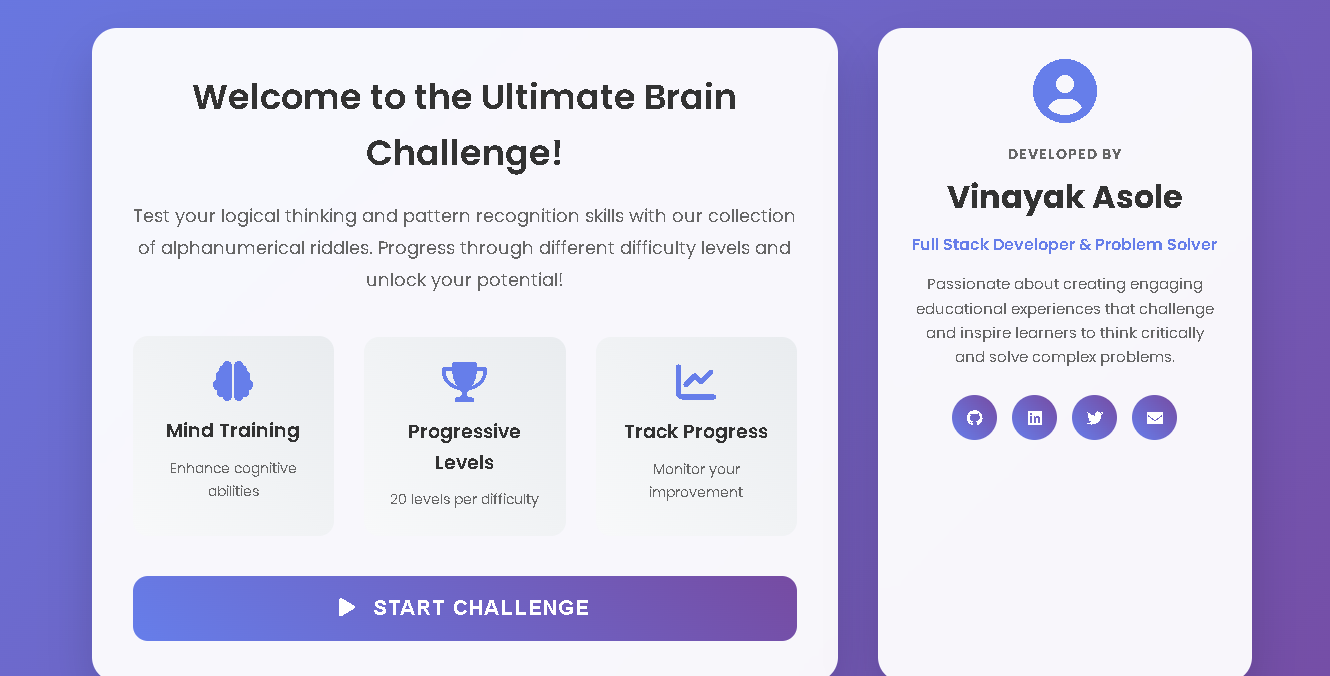 Welcome to the Ultimate Brain
Challenge!
Test your logical thinking and pattern recognition skills with our collection
of alphanumerical riddles. Progress through different difficulty levels and
unlock your potential!
Mind Training
Enhance cognitive
abilities
Progressive
Levels
20 levels per difficulty
Track Progress
Monitor your
improvement
START CHALLENGE
DEVELOPED BY
Vinayak Asole
Full Stack Developer & Problem Solver
Passionate about creating engaging
educational experiences that challenge
and inspire learners to think critically
and solve complex problems.